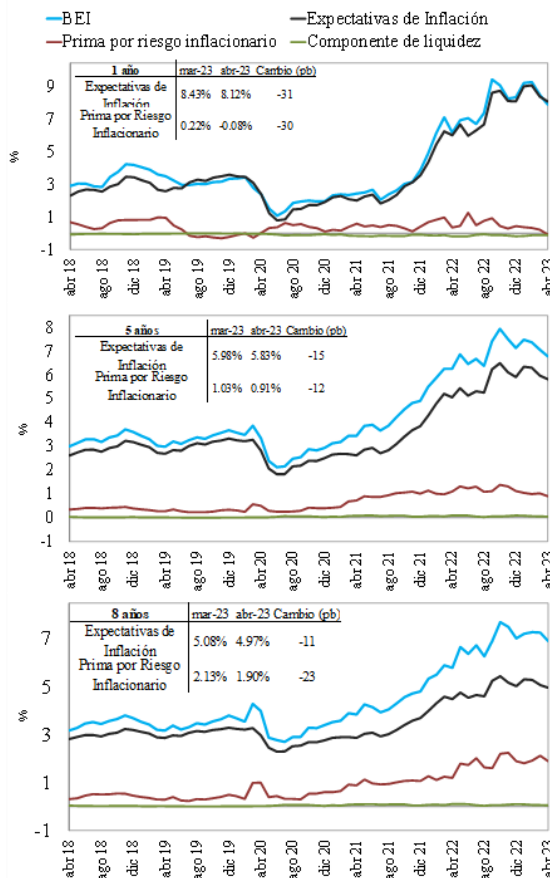 BEI Expectativas de Inflación
Prima por riesgo inflacionario Componente de liquidez
1 año mar-23 abr-23 Cambio (pb)
Expectativas de Inflación 8.43% 8.12% -31
Prima por Riesgo Inflacionario 0.22% -0.08% -30
%
9
7
5
3
1
-1
abr 18 ago 18 dic 18 abr 19 ago 19 dic 19 abr 20 ago 20 dic 20 abr 21 ago 21 dic 21 abr 22 ago 22 dic 22 abr 23
5 años mar-23 abr-23 Cambio (pb)
Expectativas de Inflación 5.98% 5.83% -15
Prima por Riesgo Inflacionario 1.03% 0.91% -12
%
8
7
6
5
4
3
2
1
0
-1
abr 18 ago 18 dic 18 abr 19 ago 19 dic 19 abr 20 ago 20 dic 20 abr 21 ago 21 dic 21 abr 22 ago 22 dic 22 abr 23
8 años mar-23 abr-23 Cambio (pb)
Expectativas de Inflación 5.08% 4.97% -11
Prima por Riesgo Inflacionario 2.13% 1.90% -23
%
7
5
3
1
-1
abr 18 ago 18 dic 18 abr 19 ago 19 dic 19 abr 20 ago 20 dic 20 abr 21 ago 21 dic 21 abr 22 ago 22 dic 22 abr 23